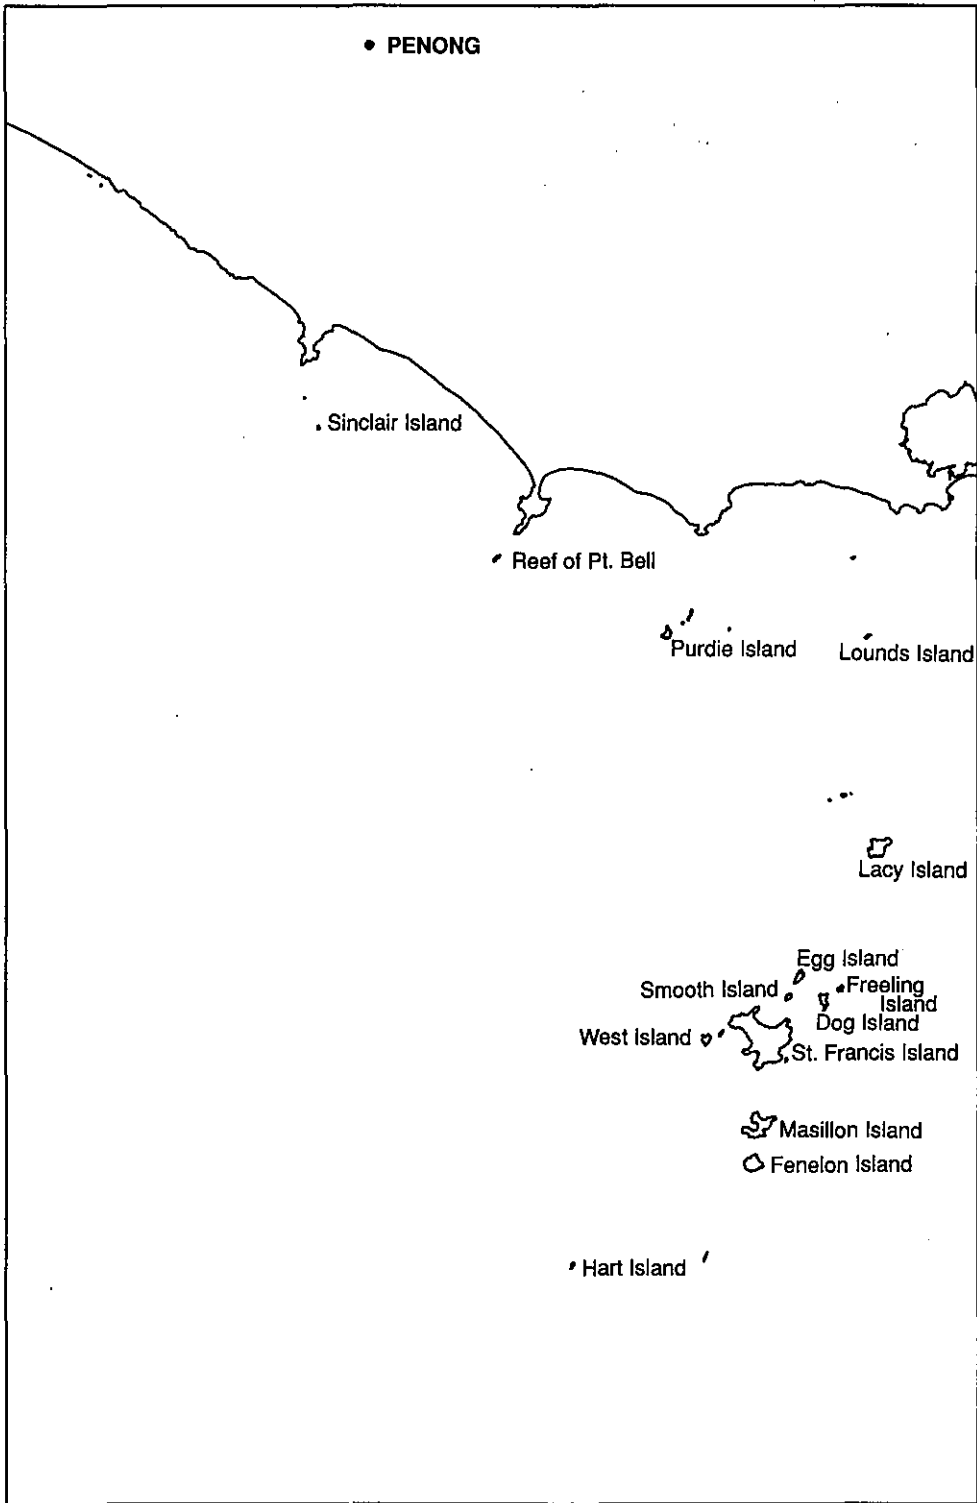 PENONG
Sinclair Island
Reef of Pt. Bell
Purdie Island
Lounds Island
Lacy Island
Egg Island
Smooth Island
Freeling
Island
Dog Island
West Island
St. Francis Island
Masillon Island
Fenelon Island
Hart Island